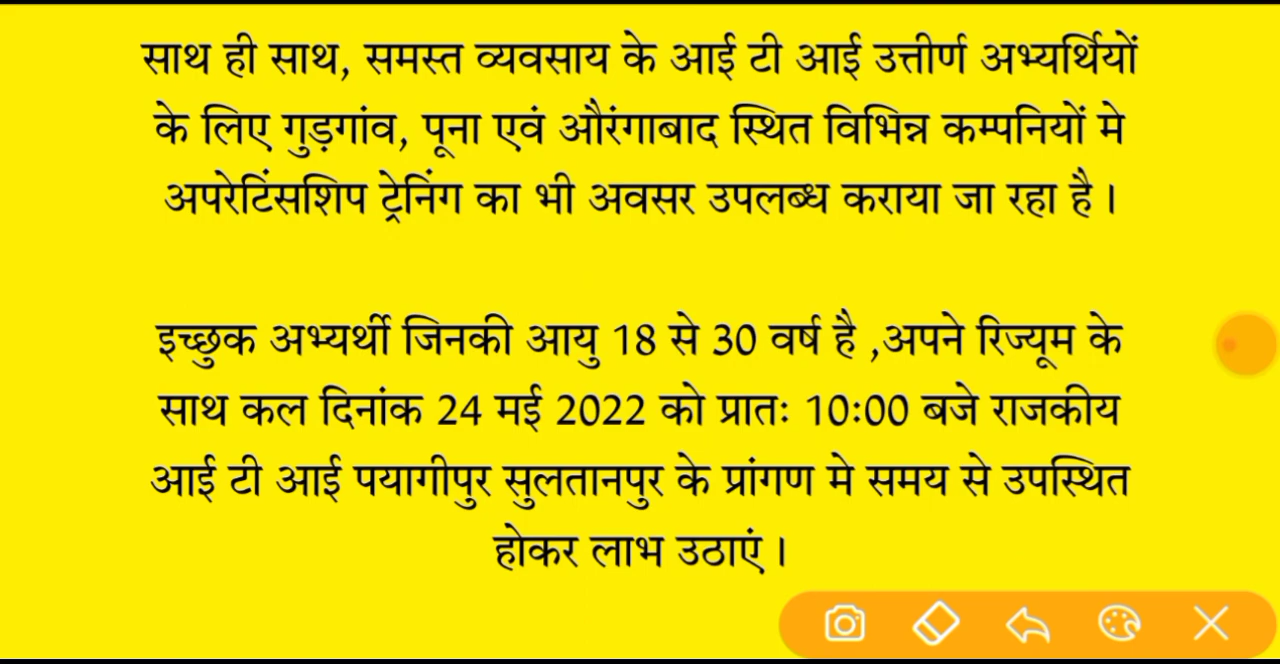 साथ ही साथ, समस्त व्यवसाय के आई टी आई उत्तीर्ण अभ्यर्थियों
के लिए गुड़गांव, पूना एवं औरंगाबाद स्थित विभिन्न कम्पनियों मे
अपरेटिंसशिप ट्रेनिंग का भी अवसर उपलब्ध कराया जा रहा है।
इच्छुक अभ्यर्थी जिनकी आयु 18 से 30 वर्ष है ,अपने रिज्यूम के
साथ कल दिनांक 24 मई 2022 को प्रातः 10:00 बजे राजकीय
आई टी आई पयागीपुर सुलतानपुर के प्रांगण मे समय से उपस्थित
होकर लाभ उठाएं।